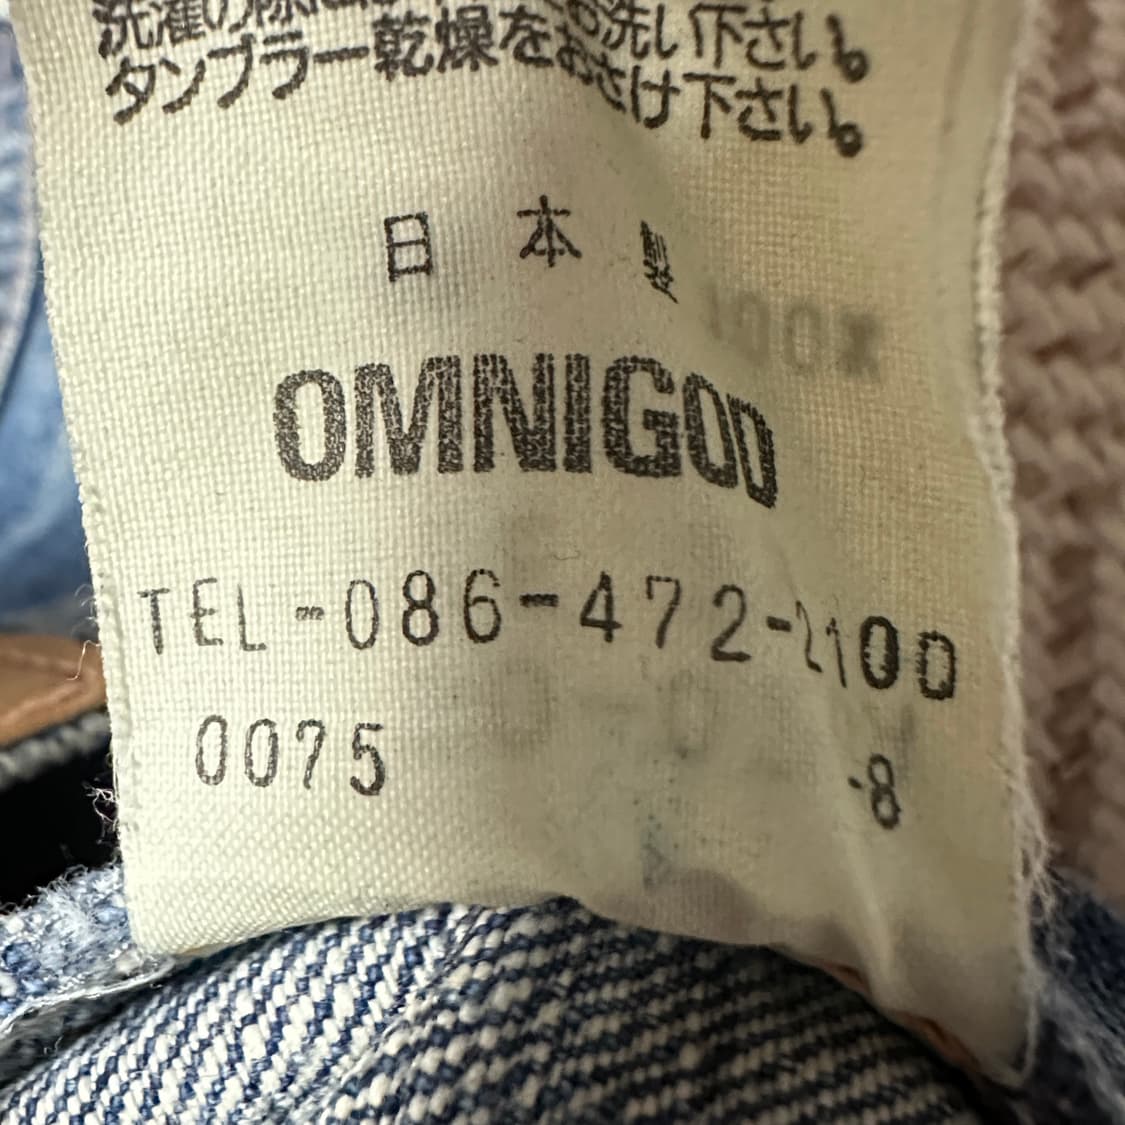 洗濯の際は お洗い下さい。
タンブラー乾燥をおさけ下さい。
日本製
OMNIGOD
TEL-086-472-2100
0075 -8